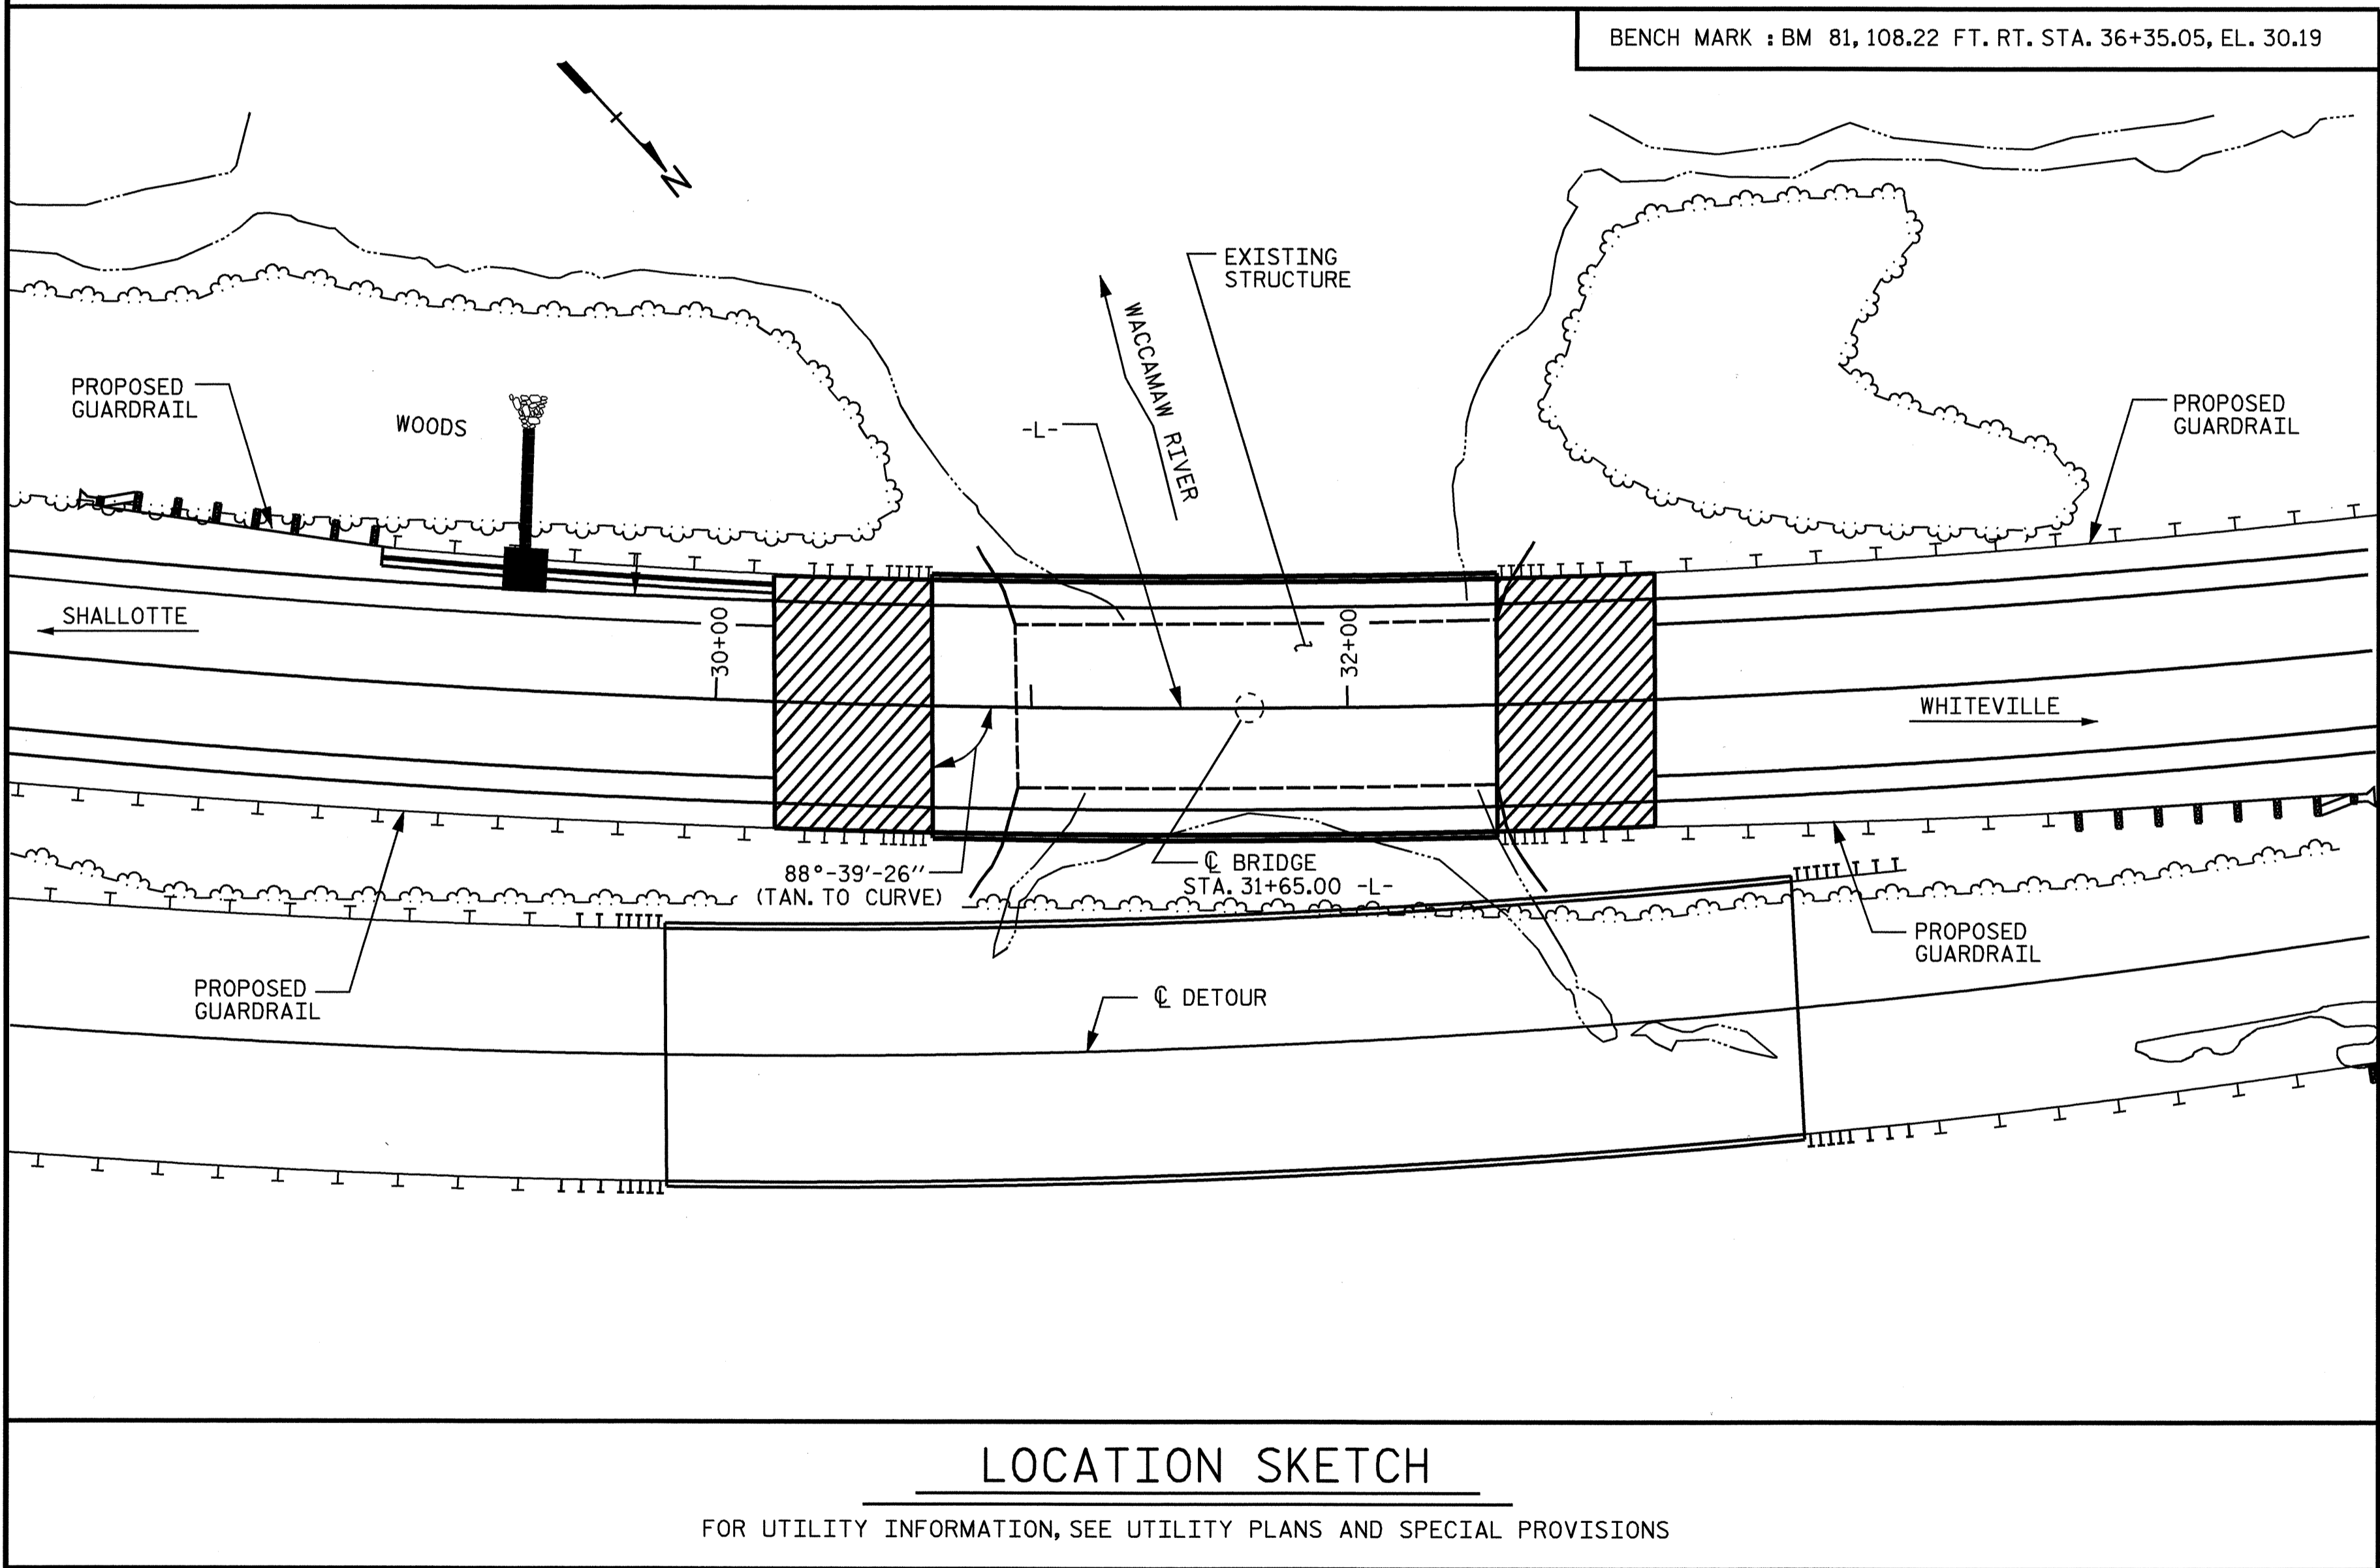 BENCH MARK : BM 81, 108.22 FT. RT. STA. 36+35.05, EL. 30.19
N
EXISTING
STRUCTURE
WACCAMAW RIVER
PROPOSED
GUARDRAIL
WOODS
-L-
PROPOSED
GUARDRAIL
SHALLOTTE
30+00
32+00
WHITEVILLE
88°-39'-26"
(TAN. TO CURVE)
℄ BRIDGE
STA. 31+65.00 -L-
PROPOSED
GUARDRAIL
PROPOSED
GUARDRAIL
℄ DETOUR
LOCATION SKETCH
FOR UTILITY INFORMATION, SEE UTILITY PLANS AND SPECIAL PROVISIONS